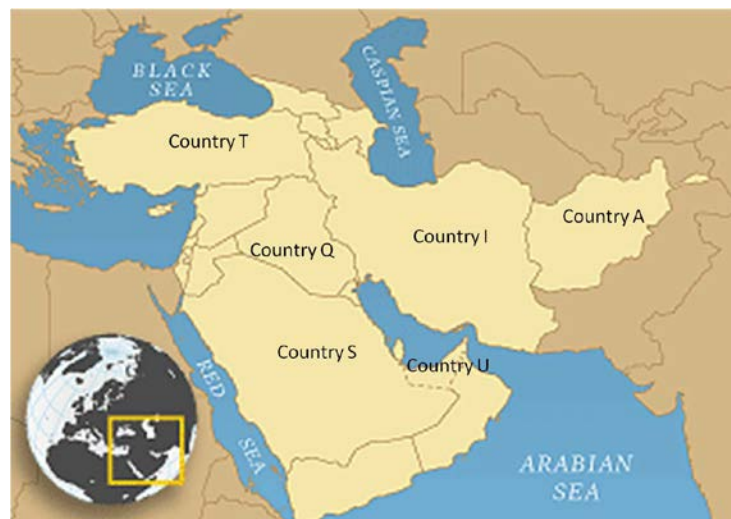 BLACK
SEA
CASPIAN SEA
Country T
Country A
Country I
Country Q
Country S
Country U
RED
SEA
ARABIAN
SEA